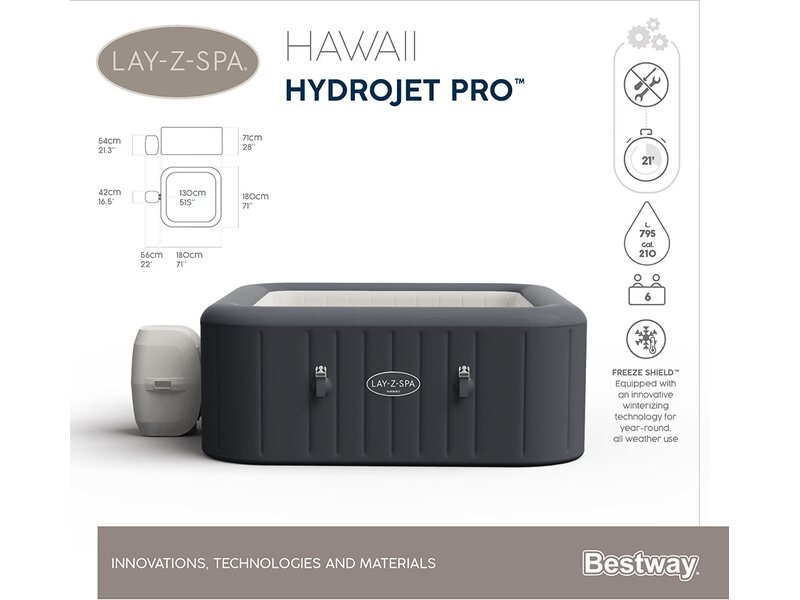 LAY-Z-SPA®
HAWAII
HYDROJET PRO™
54cm
21.3"
71cm
28"
42cm
16.5'
130cm
51S"
180cm
71"
56cm
22'
180cm
71"
21'
L.
795
Gal.
210
6
FREEZE SHIELD™
Equipped with
an innovative
winterizing
technology for
year-round,
all weather use
LAY-Z-SPA
INNOVATIONS, TECHNOLOGIES AND MATERIALS
Bestway®